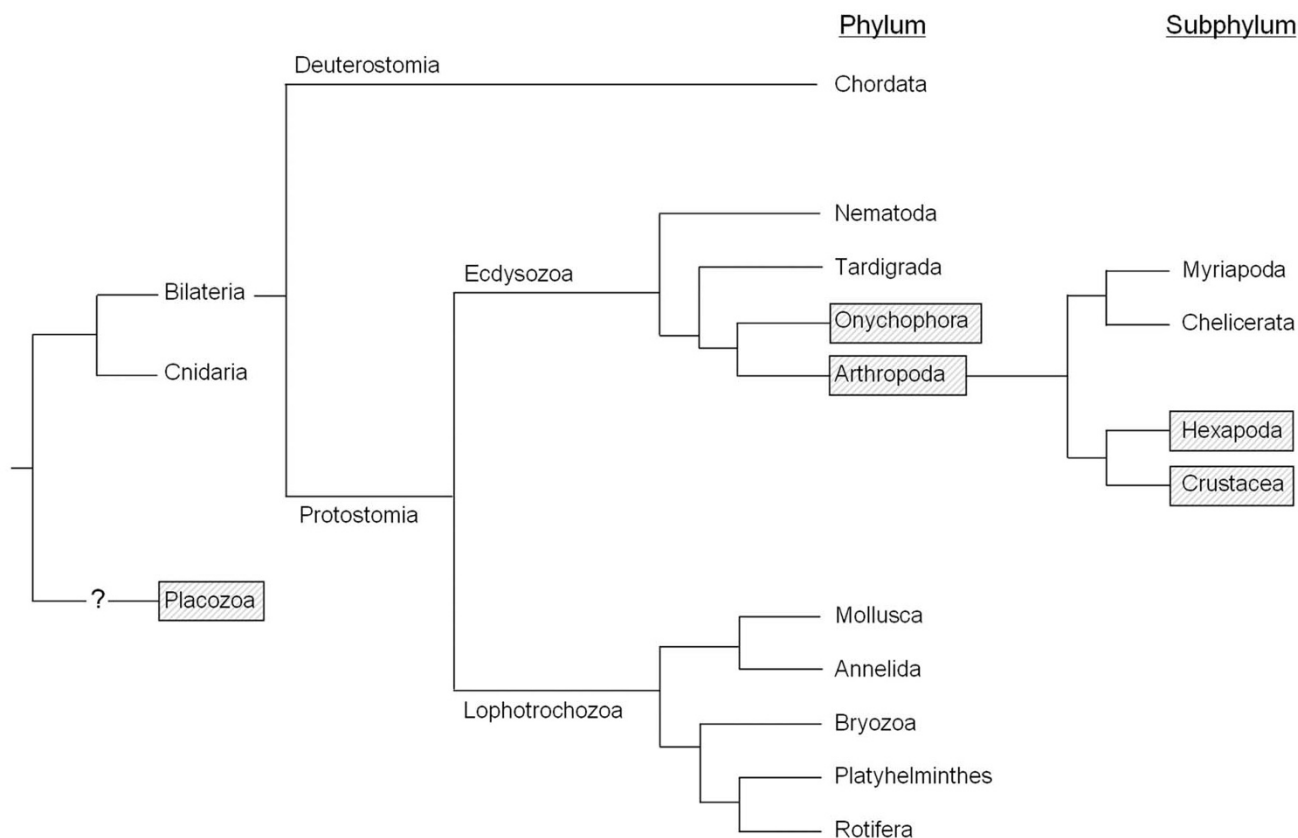 Phylum Subphylum
Deuterostomia
Chordata
Nematoda
Ecdysozoa
Tardigrada
Myriapoda
Bilateria
Onychophora
Chelicerata
Cnidaria
Arthropoda
Hexapoda
Crustacea
Protostomia
? Placozoa
Mollusca
Annelida
Lophotrochozoa
Bryozoa
Platyhelminthes
Rotifera